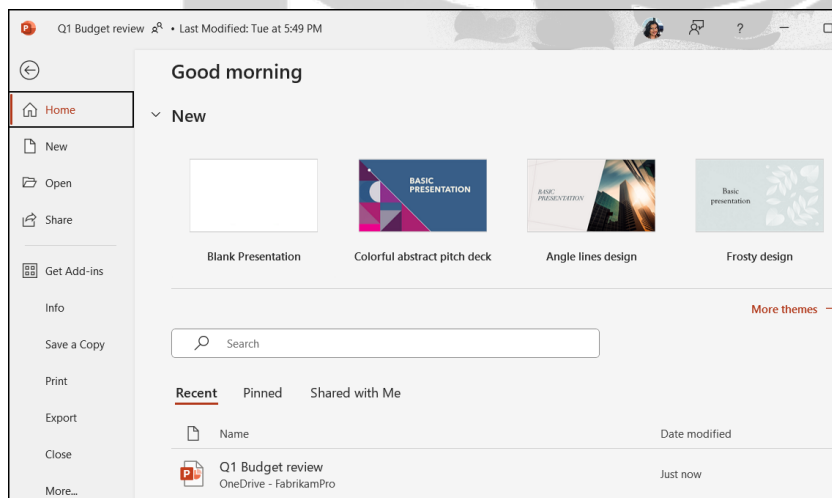 Q1 Budget review • Last Modified: Tue at 5:49 PM ?
Good morning
Home
New
New
BASIC
PRESENTATION
BASIC
PRESENTATION
Basic
presentation
Blank Presentation Colorful abstract pitch deck Angle lines design Frosty design
Open
Share
Get Add-ins
Info
Save a Copy
Print
Export
Close
More...
More themes
Search
Recent Pinned Shared with Me
Name Date modified
Q1 Budget review
OneDrive - FabrikamPro
Just now